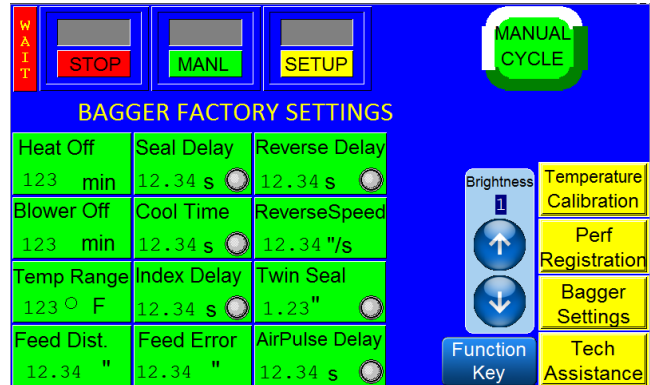 WAIT
STOP
MANL
SETUP
MANUAL
CYCLE
BAGGER FACTORY SETTINGS
Heat Off
123 min
Seal Delay
12.34 s
Reverse Delay
12.34 s
Blower Off
123 min
Cool Time
12.34 s
ReverseSpeed
12.34 "/s
Temp Range
123 ° F
Index Delay
12.34 s
Twin Seal
1.23"
Feed Dist.
12.34 "
Feed Error
12.34 "
AirPulse Delay
12.34 s
Brightness
1
Function
Key
Temperature
Calibration
Perf
Registration
Bagger
Settings
Tech
Assistance